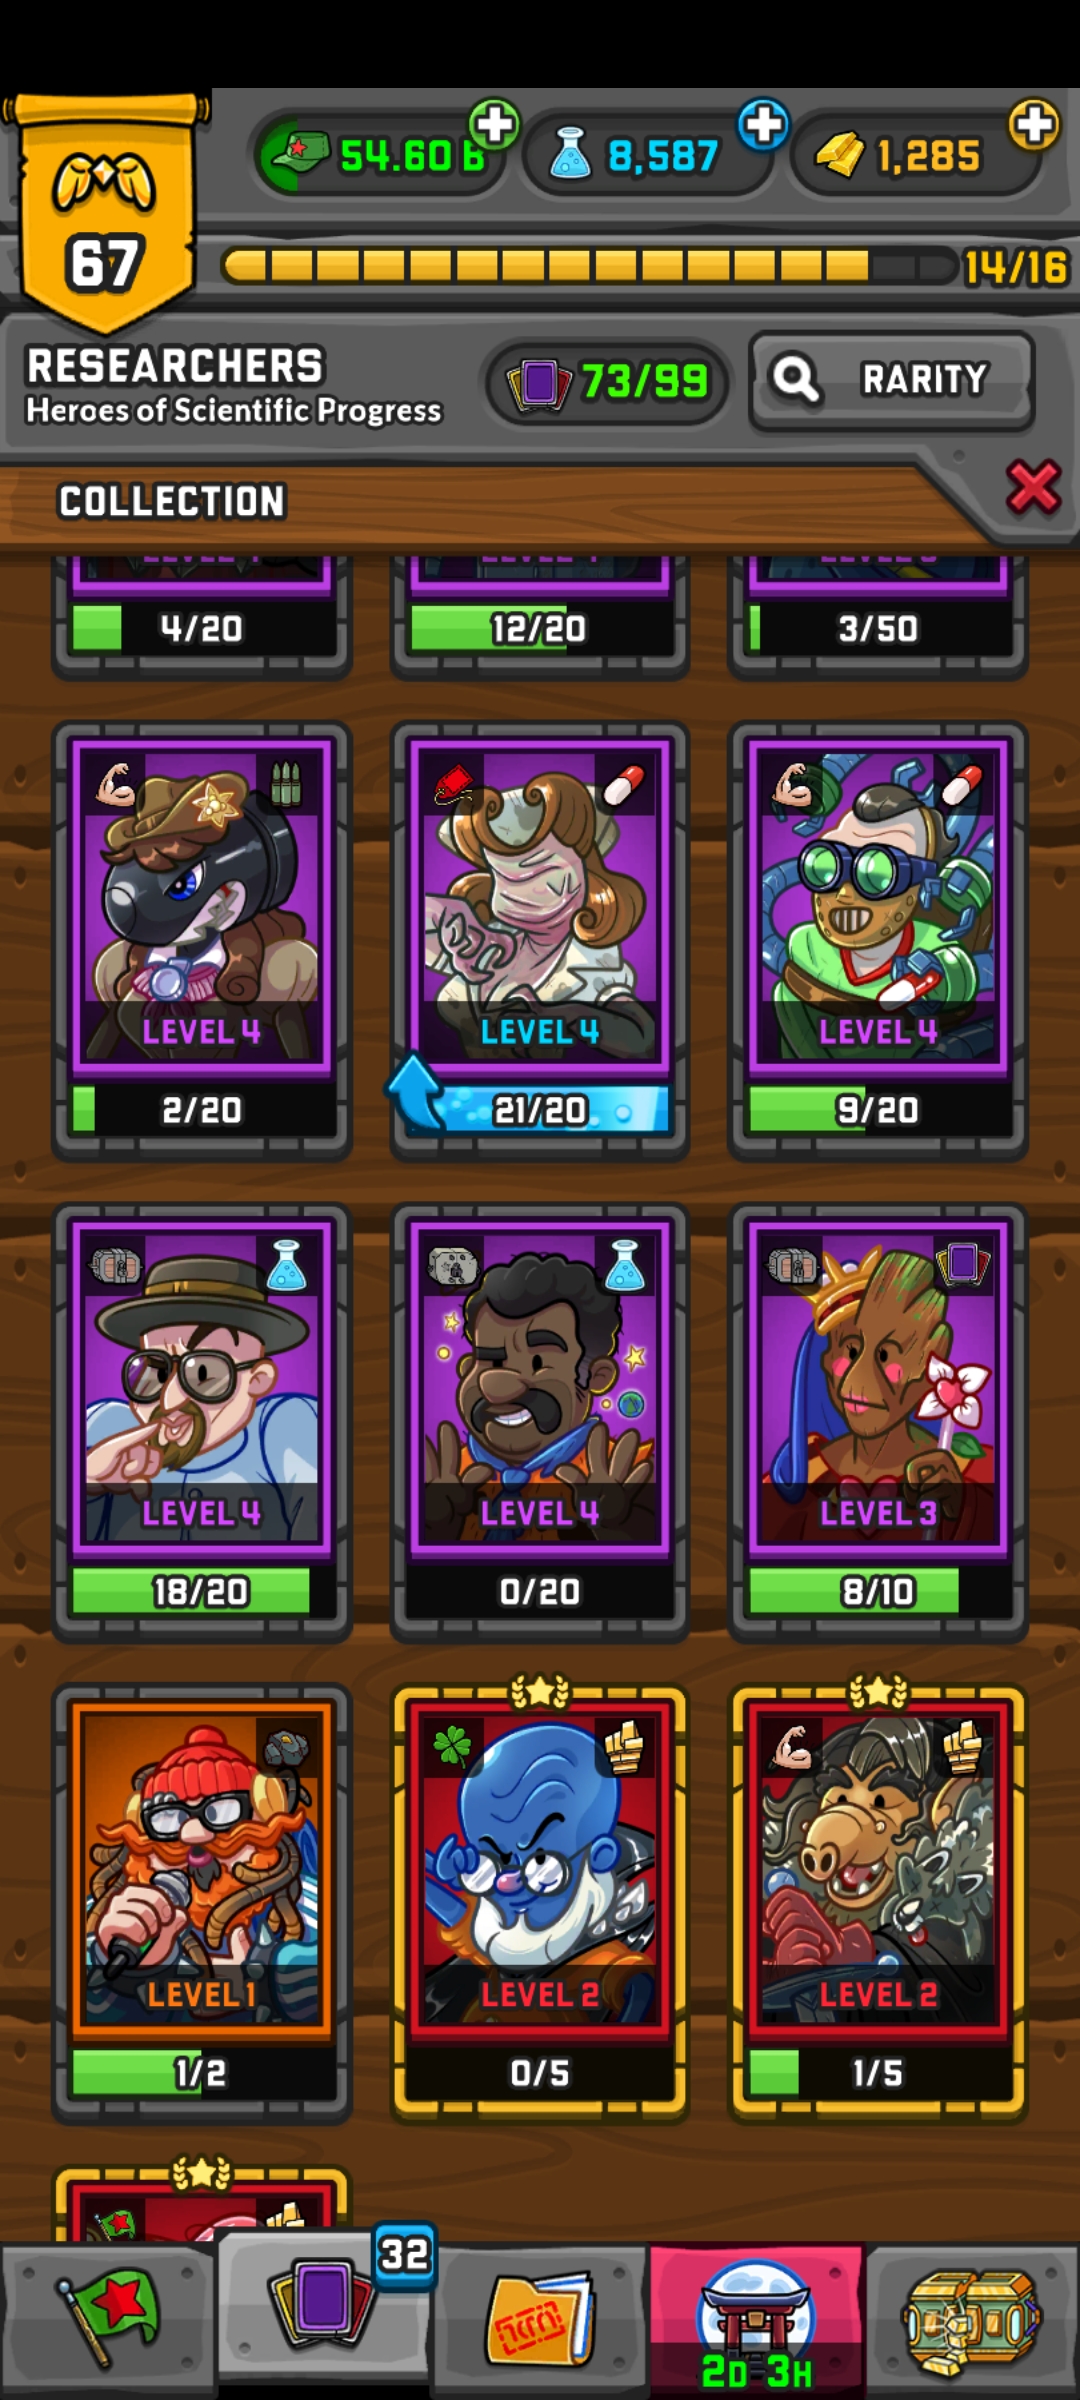 54.60 B
8,587
1,285
67
14/16
RESEARCHERS
Heroes of Scientific Progress
73/99
RARITY
COLLECTION
4/20
12/20
3/50
LEVEL 4
LEVEL 4
LEVEL 4
2/20
21/20
9/20
LEVEL 4
LEVEL 4
LEVEL 3
18/20
0/20
8/10
LEVEL 1
LEVEL 2
LEVEL 2
1/2
0/5
1/5
32
2D 3H